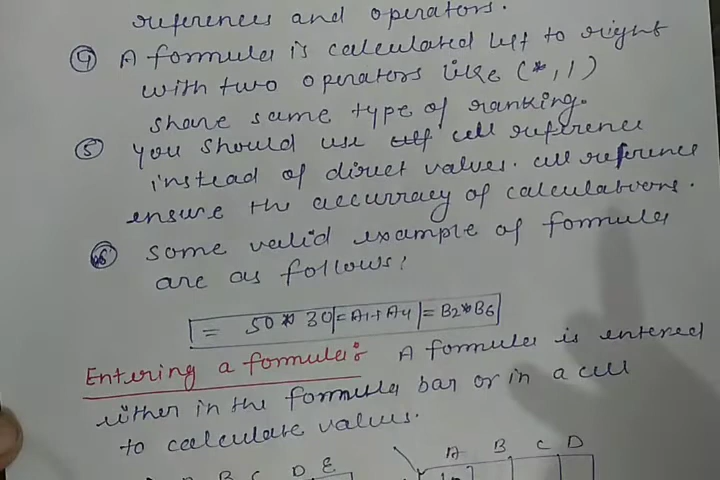 references and operators.
④ A formula is calculated left to right
with two operators like (*, /)
share same type of ranking.
⑤ you should use cell reference
instead of direct values. cell reference
ensure the accurracy of calculations.
⑥ some valid example of formula
are as follows:
= 50 * 30 | = A1+A4 | = B2*B6
Entering a formula: A formula is entered
either in the formula bar or in a cell
to calculate values.
A B C D E A B C D